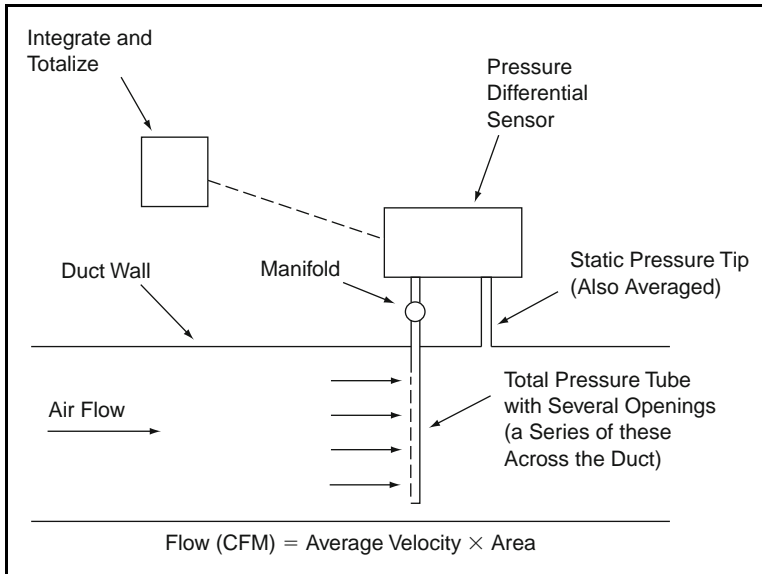 Integrate and
Totalize
Pressure
Differential
Sensor
Duct Wall
Manifold
Static Pressure Tip
(Also Averaged)
Air Flow
Total Pressure Tube
with Several Openings
(a Series of these
Across the Duct)
Flow (CFM) = Average Velocity × Area